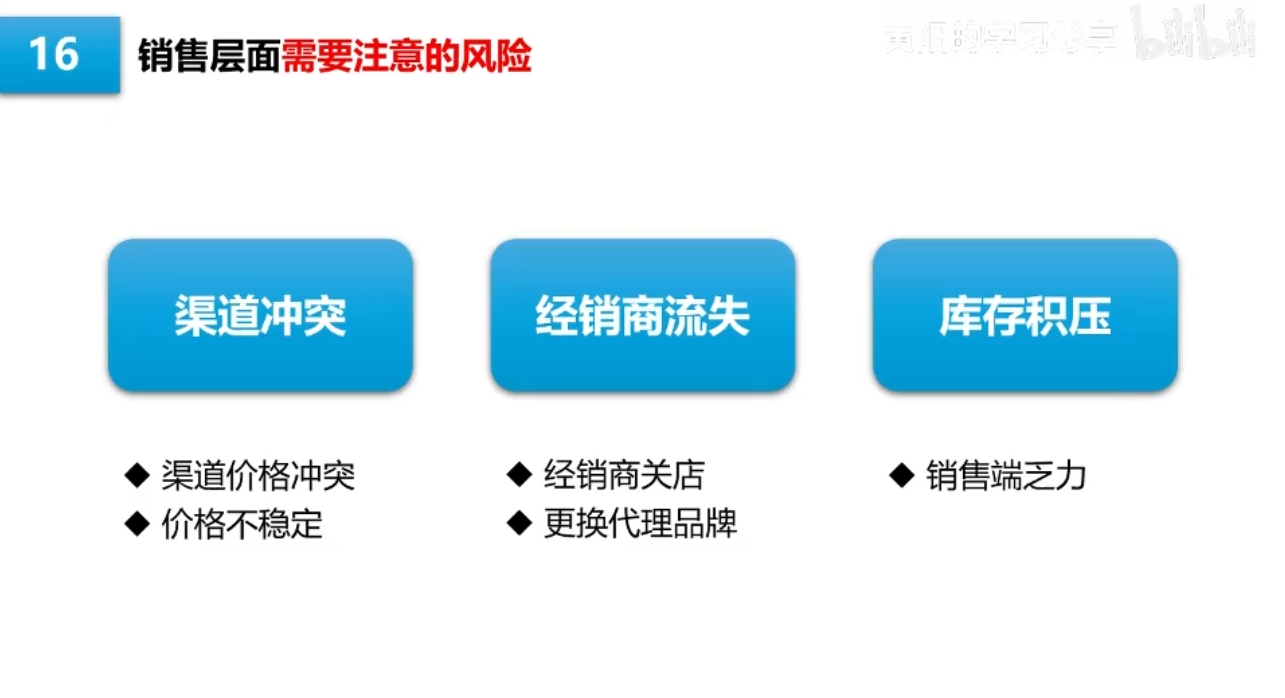 16
销售层面需要注意的风险
bilibili
渠道冲突
经销商流失
库存积压
◆ 渠道价格冲突
◆ 价格不稳定
◆ 经销商关店
◆ 更换代理品牌
◆ 销售端乏力